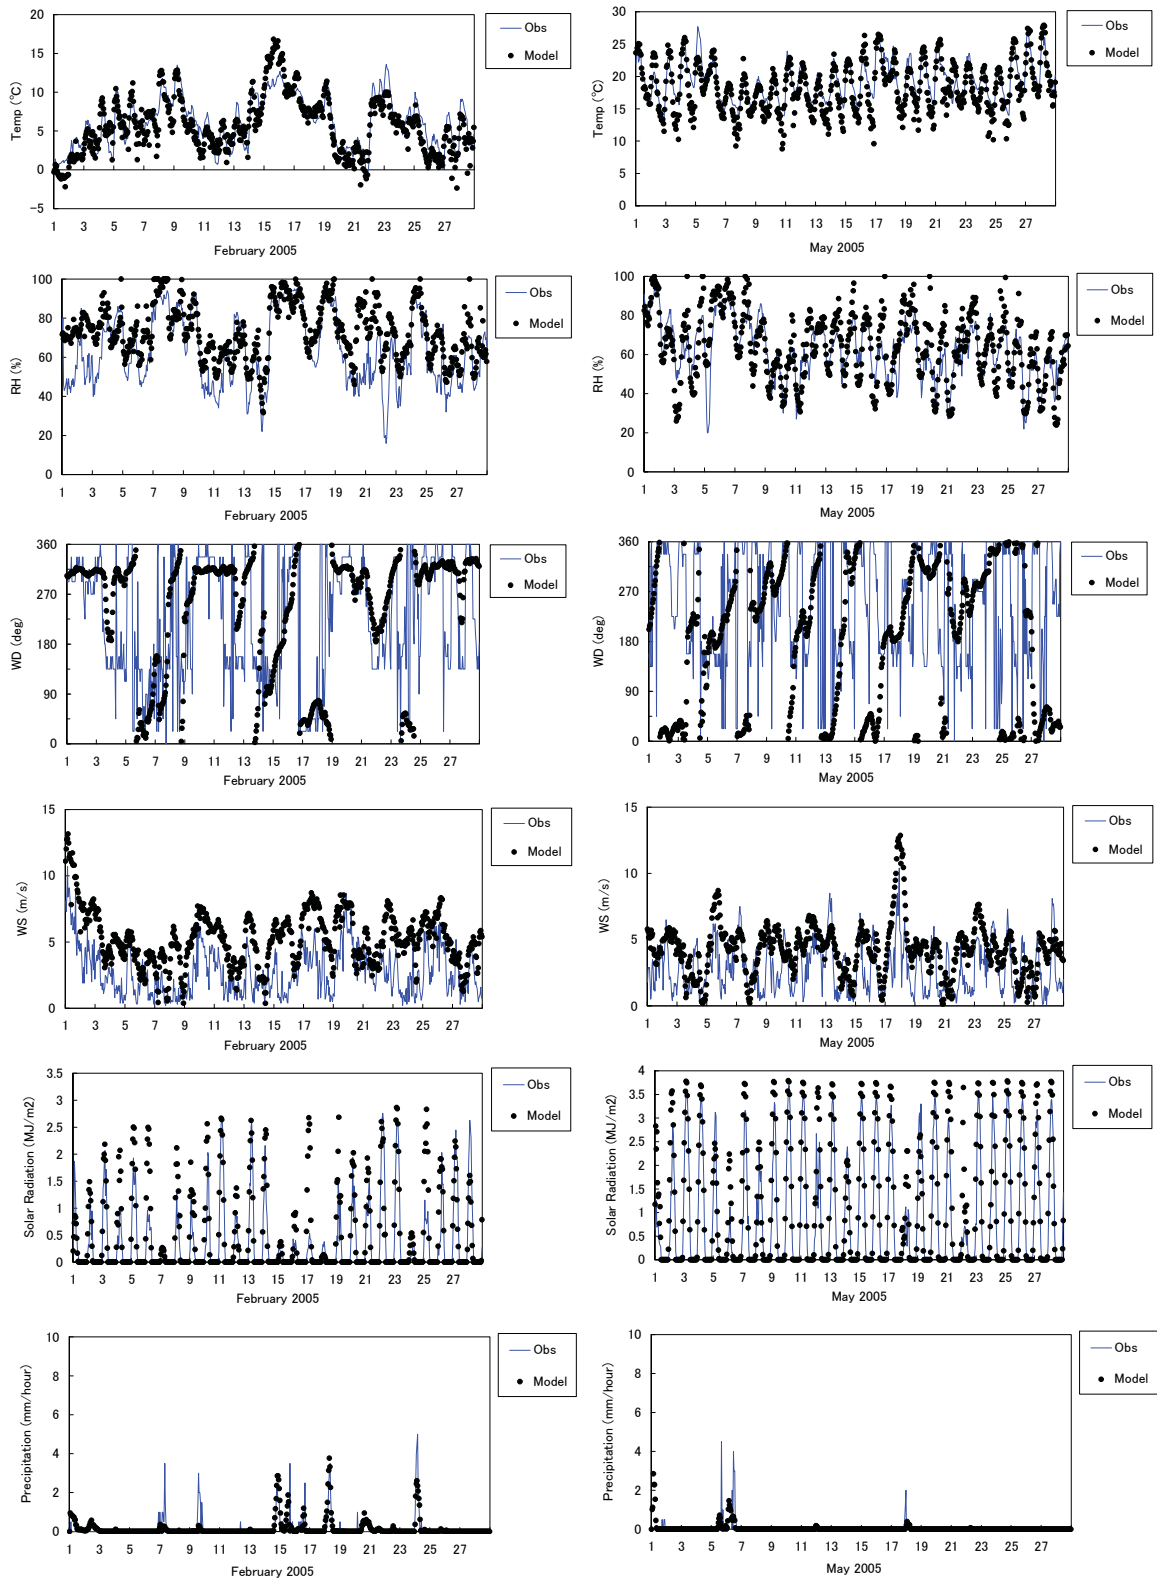 20
15
10
5
0
-5
Temp (℃)
1 3 5 7 9 11 13 15 17 19 21 23 25 27
February 2005
Obs
Model
30
25
20
15
10
5
0
Temp (℃)
1 3 5 7 9 11 13 15 17 19 21 23 25 27
May 2005
Obs
Model
100
80
60
40
20
0
RH (%)
1 3 5 7 9 11 13 15 17 19 21 23 25 27
February 2005
Obs
Model
100
80
60
40
20
0
RH (%)
1 3 5 7 9 11 13 15 17 19 21 23 25 27
May 2005
Obs
Model
360
270
180
90
0
WD (deg)
1 3 5 7 9 11 13 15 17 19 21 23 25 27
February 2005
Obs
Model
360
270
180
90
0
WD (deg)
1 3 5 7 9 11 13 15 17 19 21 23 25 27
May 2005
Obs
Model
15
10
5
0
WS (m/s)
1 3 5 7 9 11 13 15 17 19 21 23 25 27
February 2005
Obs
Model
15
10
5
0
WS (m/s)
1 3 5 7 9 11 13 15 17 19 21 23 25 27
May 2005
Obs
Model
3.5
3
2.5
2
1.5
1
0.5
0
Solar Radiation (MJ/m2)
1 3 5 7 9 11 13 15 17 19 21 23 25 27
February 2005
Obs
Model
4
3.5
3
2.5
2
1.5
1
0.5
0
Solar Radiation (MJ/m2)
1 3 5 7 9 11 13 15 17 19 21 23 25 27
May 2005
Obs
Model
10
8
6
4
2
0
Precipitation (mm/hour)
1 3 5 7 9 11 13 15 17 19 21 23 25 27
February 2005
Obs
Model
10
8
6
4
2
0
Precipitation (mm/hour)
1 3 5 7 9 11 13 15 17 19 21 23 25 27
May 2005
Obs
Model